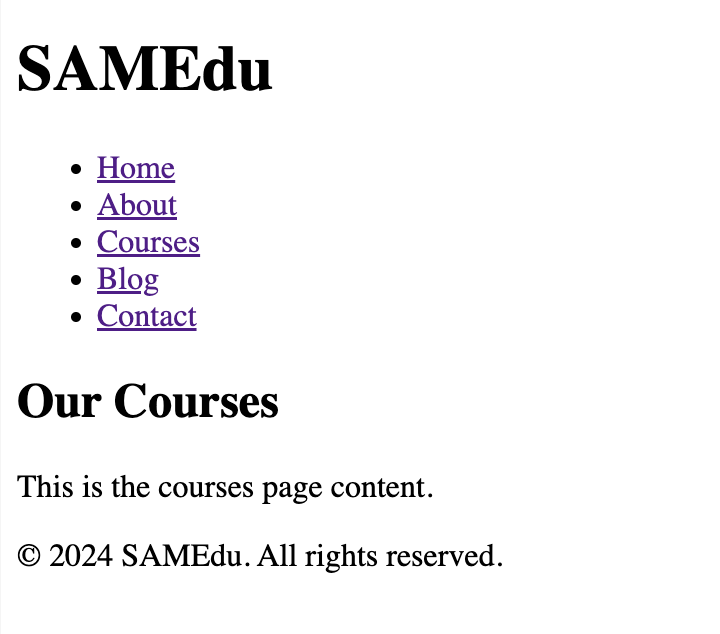 SAMEdu
Home
About
Courses
Blog
Contact
Our Courses
This is the courses page content.
© 2024 SAMEdu. All rights reserved.